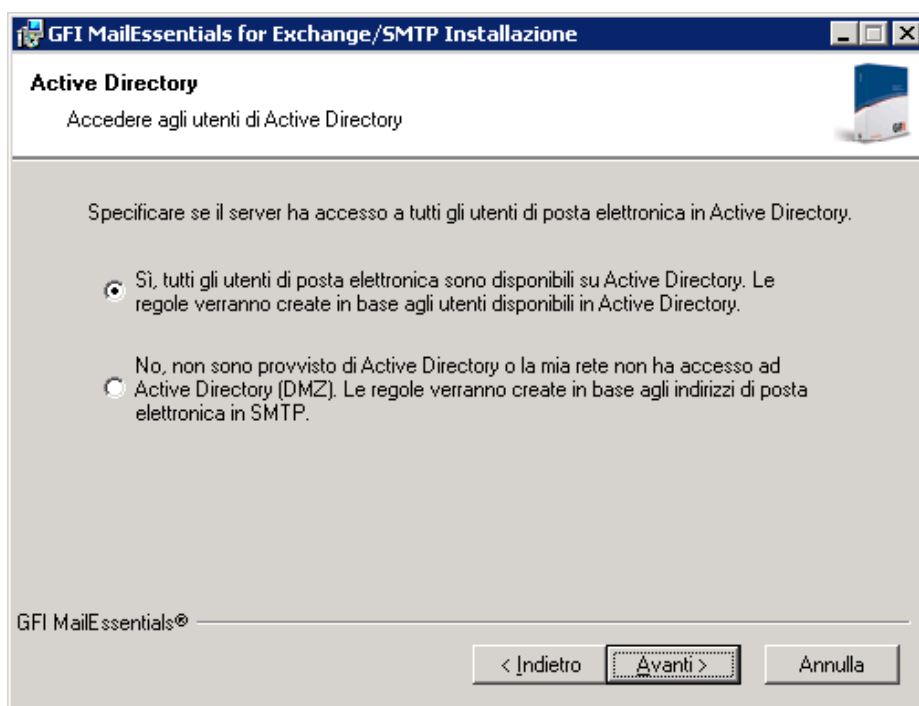 GFI MailEssentials for Exchange/SMTP Installazione
Active Directory
Accedere agli utenti di Active Directory
Specificare se il server ha accesso a tutti gli utenti di posta elettronica in Active Directory.
Sì, tutti gli utenti di posta elettronica sono disponibili su Active Directory. Le
regole verranno create in base agli utenti disponibili in Active Directory.
No, non sono provvisto di Active Directory o la mia rete non ha accesso ad
Active Directory (DMZ). Le regole verranno create in base agli indirizzi di posta
elettronica in SMTP.
GFI MailEssentials®
< Indietro
Avanti >
Annulla